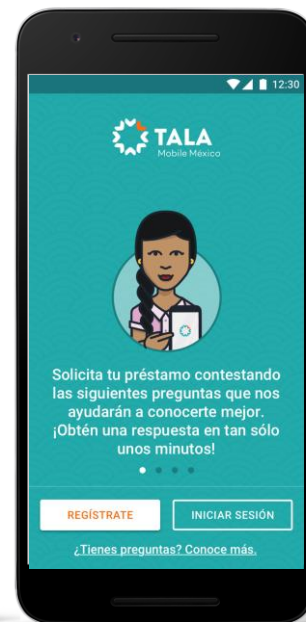 12:30
TALA
Mobile México
Solicita tu préstamo contestando
las siguientes preguntas que nos
ayudarán a conocerte mejor.
¡Obtén una respuesta en tan sólo
unos minutos!
REGÍSTRATE
INICIAR SESIÓN
¿Tienes preguntas? Conoce más.